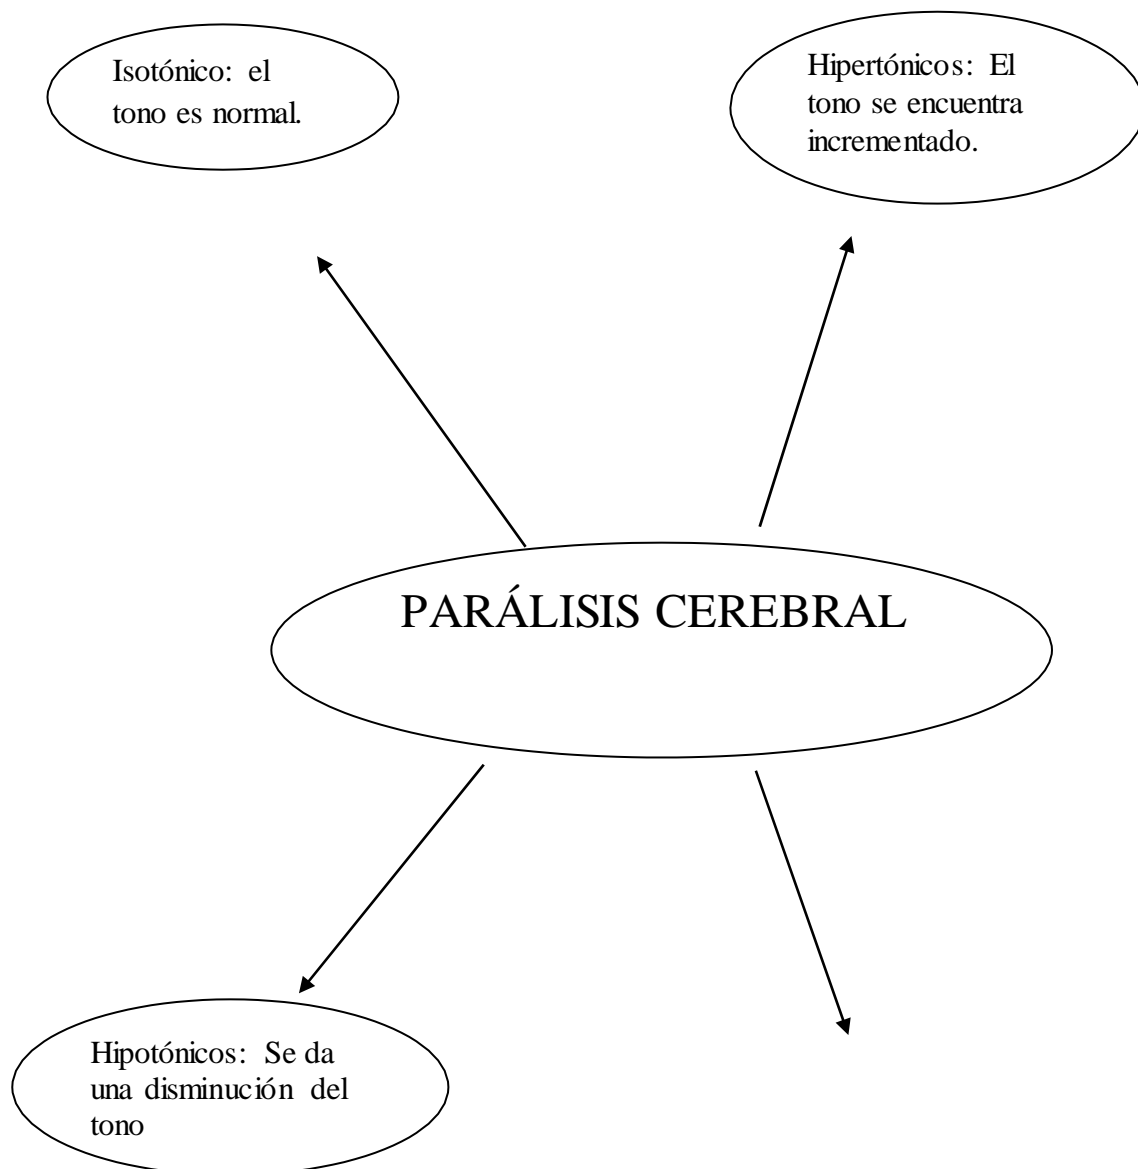 Isotónico: el
tono es normal.
Hipertónicos: El
tono se encuentra
incrementado.
PARÁLISIS CEREBRAL
Hipotónicos: Se da
una disminución del
tono